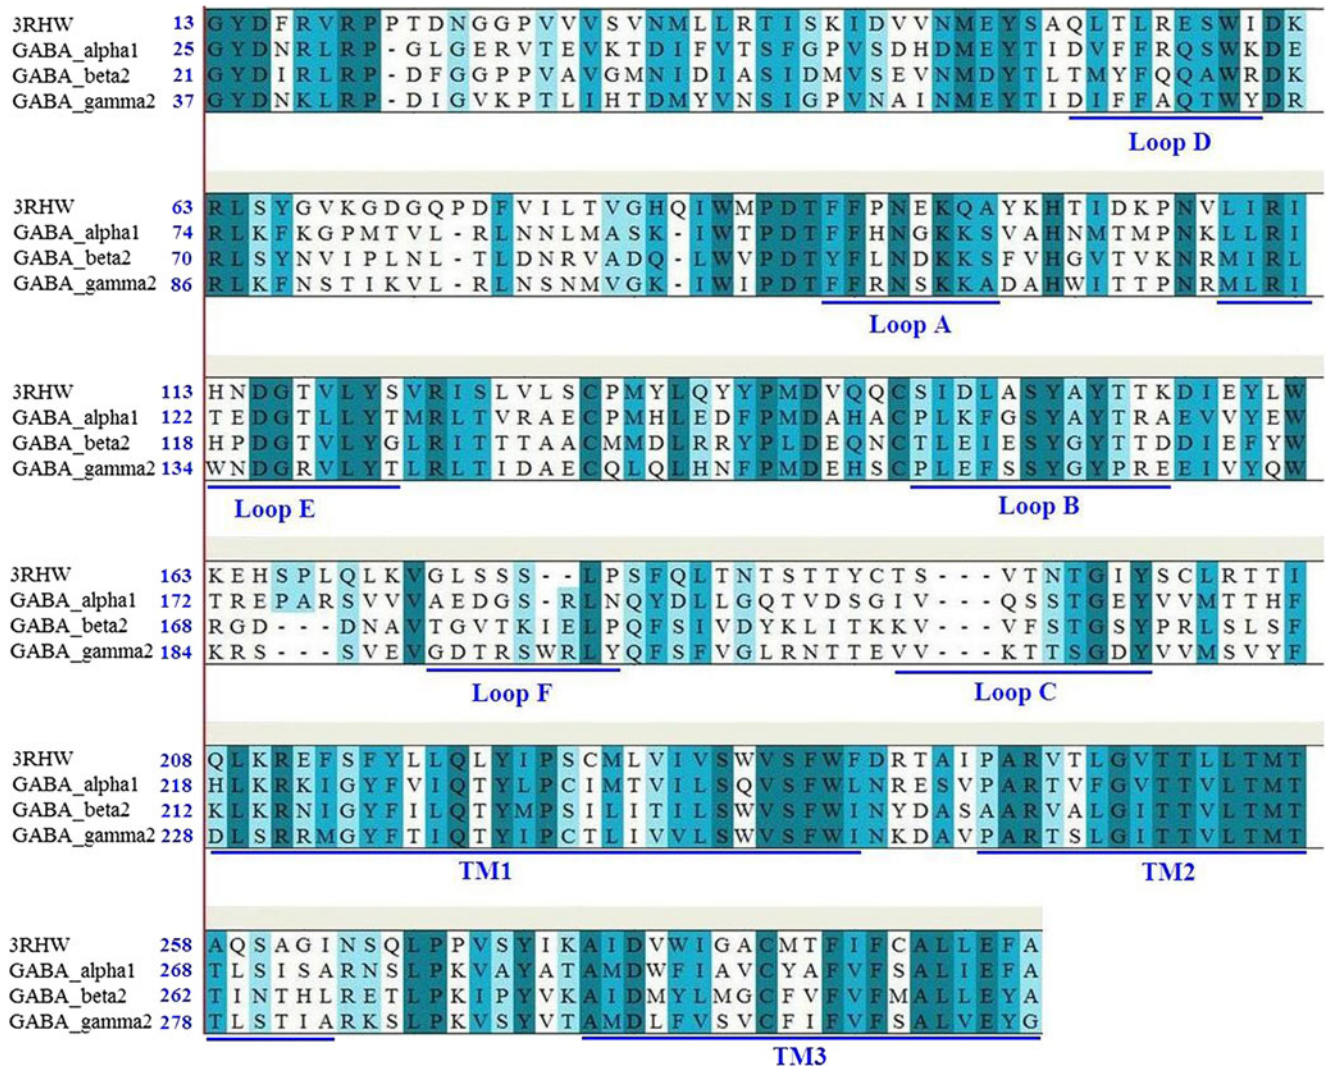 3RHW 13 GYDFRVRPPTDNGGPVVVSVNMLLRTISKIDVVNMEYSAQLTLRESWIDK
GABA_alpha1 25 GYDNRLRP-GLGERVTEVKTDIFVTSFGPVSDHDMEYTIDVFFRQSWKDE
GABA_beta2 21 GYDIRLRP-DFGGPPVAVGMNIDIASIDMVSEVNMDYTLTMYFQQAWRDK
GABA_gamma2 37 GYDNKLRP-DIGVKPTLIHTDMYVNSIGPVNAINMEYTIDIFFAQTWYDR
Loop D
3RHW 63 RLSYGVKGDGQPDFVILTVGHQIWMPDTFFPNEKQAYKHTIDKPNVLIRI
GABA_alpha1 74 RLKFKGPMTVL-RLNNLMASK-IWTPDTFFHNGKKSVAHNMTMPNKLLRI
GABA_beta2 70 RLSYNVIPLNL-TLDNRVADQ-LWVPDTYFLNDKKSFVHGVTVKNRMIRL
GABA_gamma2 86 RLKFNSTIKVL-RLNSNMVGK-IWIPDTFFRNSKKADAHWITTPNRMLRI
Loop A
3RHW 113 HNDGTVLYSVRISLVLSCPMYLQYYPMDVQQCSIDLASYAYTTKDIEYLW
GABA_alpha1 122 TEDGTLLYTMRLTVRAECPMHLEDFPMDAHACPLKFGSYAYTRAEVVYEW
GABA_beta2 118 HPDGTVLYGLRITTTAACMMDLRRYPLDEQNCTLEIESYGYTTDDIEFYW
GABA_gamma2 134 WNDGRVLYTLRLTIDAECQLQLHNFPMDEHSCPLEFSSYGYPREEIVYQW
Loop E Loop B
3RHW 163 KEHSPLQLKVGLSSS--LPSFQLTNTSTTYCTS---VTNTGIYSCLRTTI
GABA_alpha1 172 TREPARSVVVAEDGS-RLNQYDLLGQTVDSGIV---QSSTGEYVVMTTHF
GABA_beta2 168 RGD---DNAVTGVTKIELPQFSIVDYKLITKKV---VFSTGSYPRLSLSF
GABA_gamma2 184 KRS---SVEVGDTRSWRLYQFSFVGLRNTTEVV---KTTSGDYVVMSVYF
Loop F Loop C
3RHW 208 QLKREFSFYLLQLYIPSCMLVIVSWVSFWFDRTAIPARVTLGVTTLLTMT
GABA_alpha1 218 HLKRKIGYFVIQTYLPCIMTVILSQVSFWLNRESVPARTVFGVTTVLTMT
GABA_beta2 212 KLKRNIGYFILQTYMPSILITILSWVSFWINYDASAARVALGITTVLTMT
GABA_gamma2 228 DLSRRMGYFTIQTYIPCTLIVVLSWVSFWINKDAVPARTSLGITTVLTMT
TM1 TM2
3RHW 258 AQSAGINSQLPPVSYIKAIDVWIGACMTFIFCALLEFA
GABA_alpha1 268 TLSISARNSLPKVAYATAMDWFIAVCYAFVFSALIEFA
GABA_beta2 262 TINTHLRETLPKIPYVKAIDMYLMGCFVFVFMALLEYA
GABA_gamma2 278 TLSTIARKSLPKVSYVTAMDLFVSVCFIFVFSALVEYG
TM3